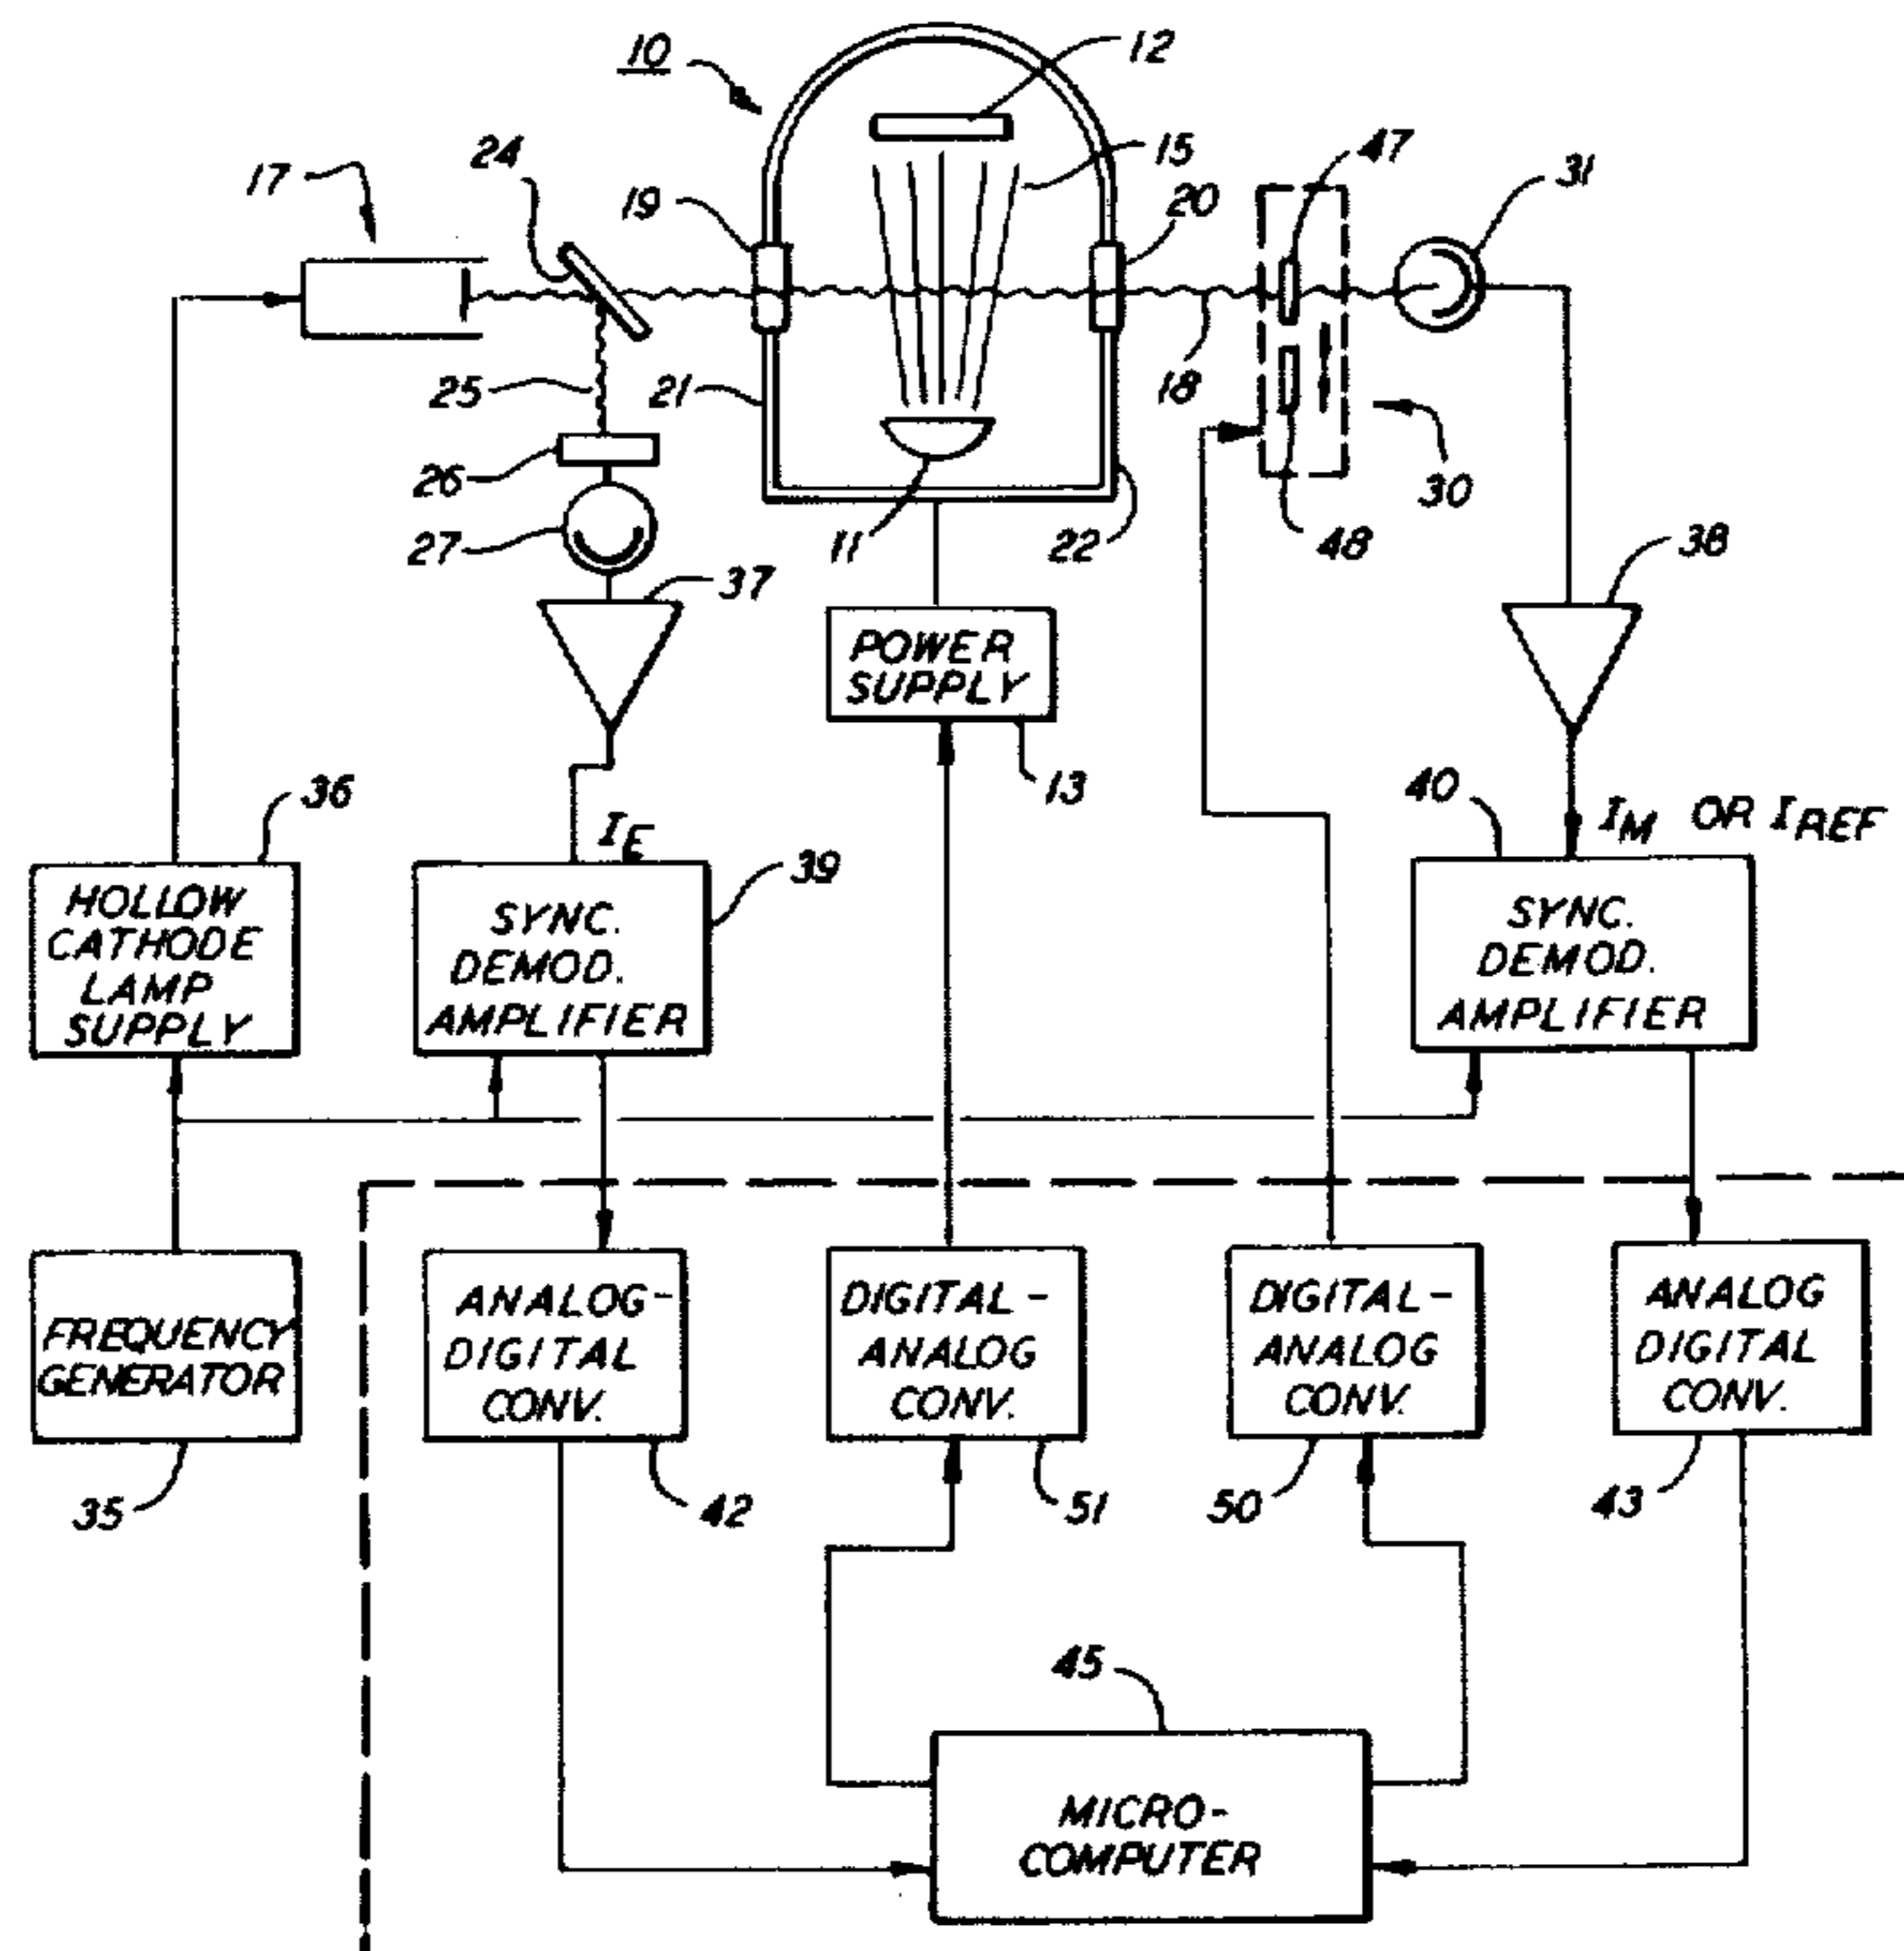 10
12
24
47
17
15
31
19
20
25
21
18
26
30
27
11
22
48
38
37
POWER
SUPPLY
13
36
40
I_M OR I_REF
I_E
39
HOLLOW
CATHODE
LAMP
SUPPLY
SYNC.
DEMOD.
AMPLIFIER
SYNC.
DEMOD.
AMPLIFIER
FREQUENCY
GENERATOR
ANALOG-
DIGITAL
CONV.
DIGITAL-
ANALOG
CONV.
DIGITAL-
ANALOG
CONV.
ANALOG
DIGITAL
CONV.
35
42
51
50
43
45
MICRO-
COMPUTER